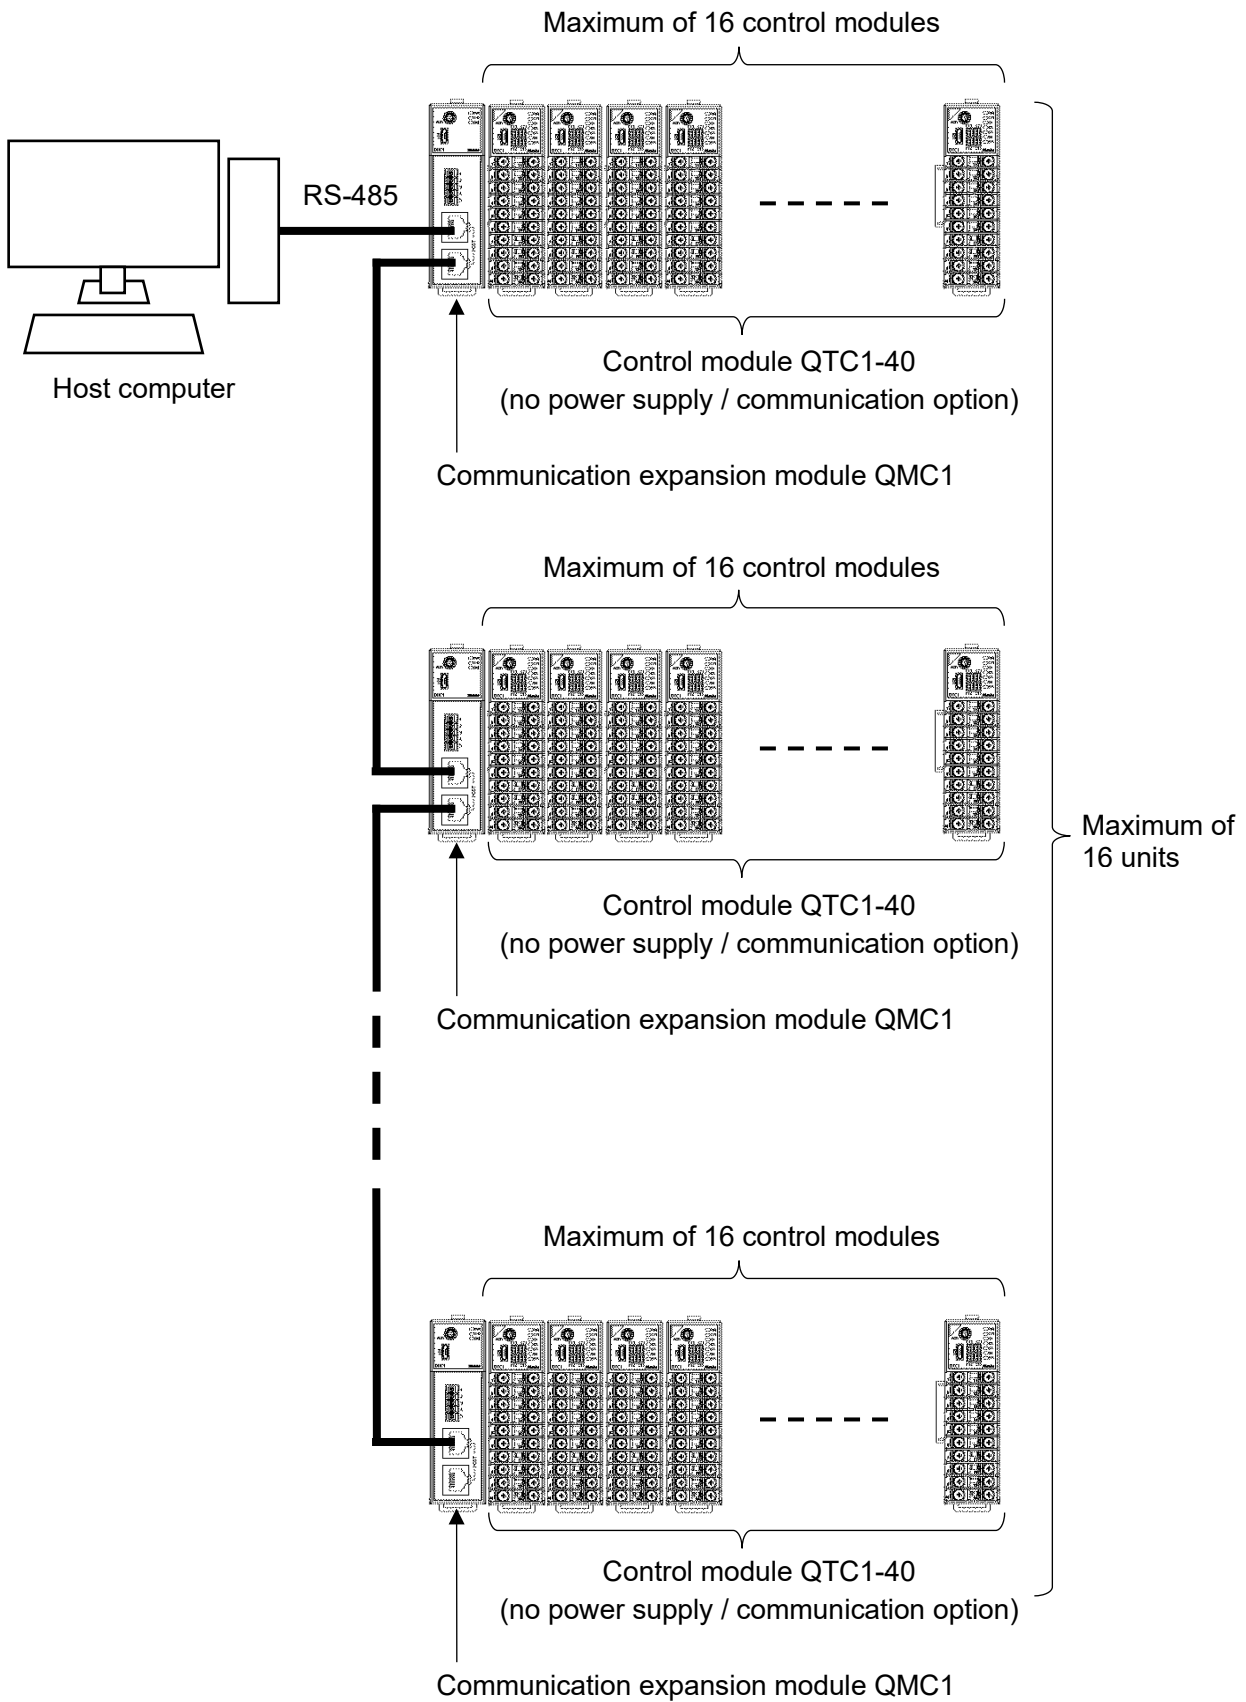 Maximum of 16 control modules
RS-485
Host computer
Control module QTC1-40
(no power supply / communication option)
Communication expansion module QMC1
Maximum of 16 control modules
Maximum of
16 units
Control module QTC1-40
(no power supply / communication option)
Communication expansion module QMC1
Maximum of 16 control modules
Control module QTC1-40
(no power supply / communication option)
Communication expansion module QMC1